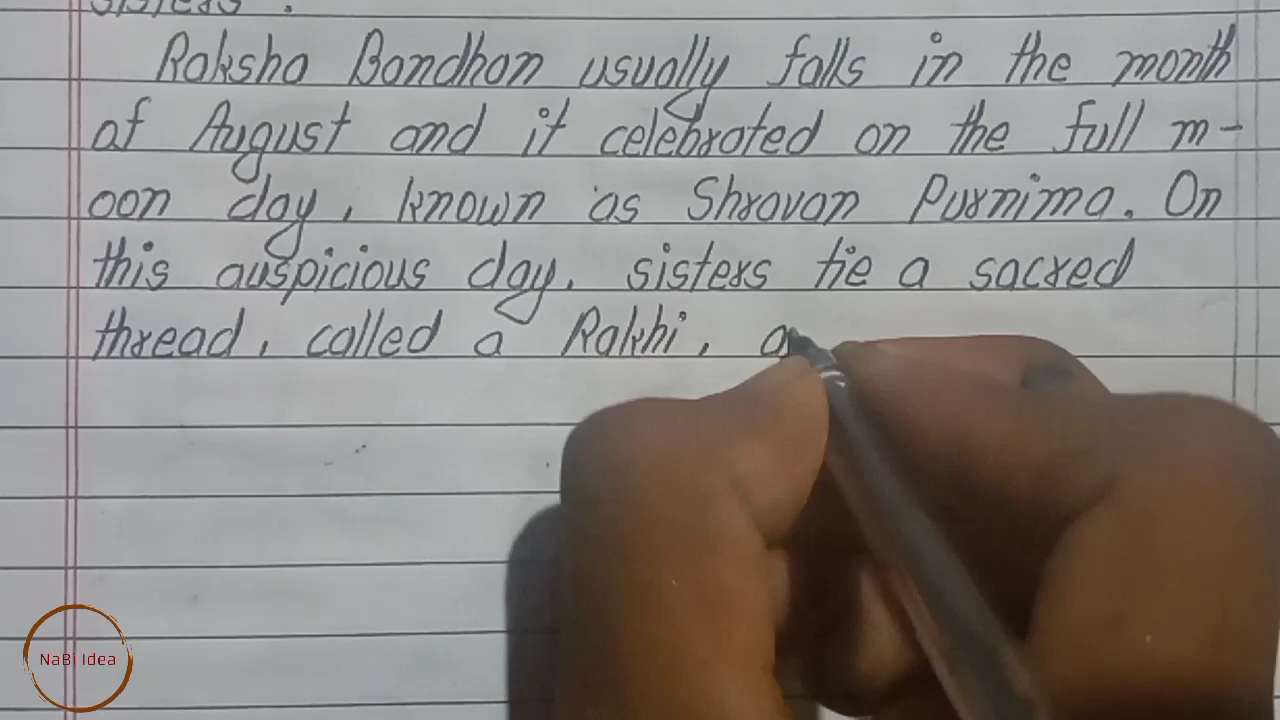 sisters.
Raksha Bandhan usually falls in the month
of August and it celebrated on the full m-
oon day, known as Shravan Purnima. On
this auspicious day, sisters tie a sacred
thread, called a Rakhi,
NaBi Idea